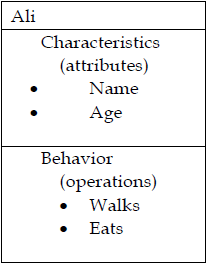 Ali
Characteristics
(attributes)
• Name
• Age
Behavior
(operations)
• Walks
• Eats